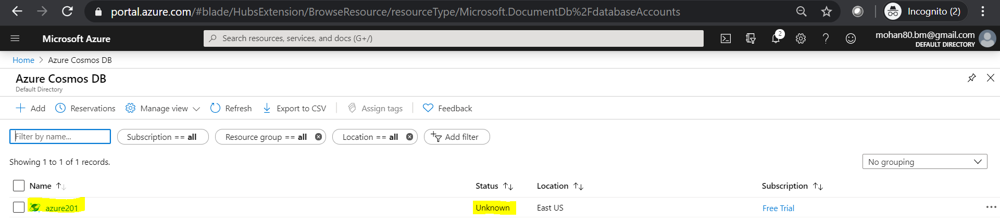 portal.azure.com/#blade/HubsExtension/BrowseResource/resourceType/Microsoft.DocumentDb%2FdatabaseAccounts Incognito (2)
Microsoft Azure Search resources, services, and docs (G+/) 2 mohan80.bm@gmail.com
DEFAULT DIRECTORY
Home > Azure Cosmos DB
Azure Cosmos DB
Default Directory
Add Reservations Manage view Refresh Export to CSV Assign tags Feedback
Filter by name... Subscription == all Resource group == all Location == all Add filter
Showing 1 to 1 of 1 records. No grouping
Name ↑↓ Status ↑↓ Location ↑↓ Subscription ↑↓
azure201 Unknown East US Free Trial ...